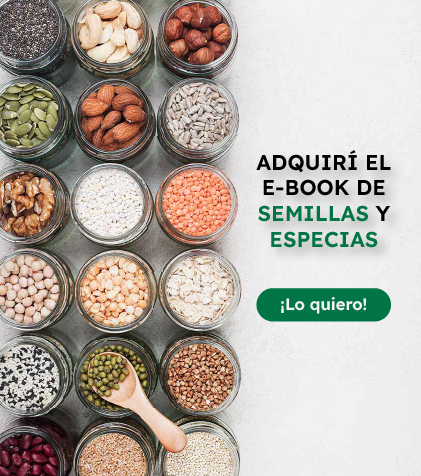 ADQUIRÍ EL
E-BOOK DE
SEMILLAS Y
ESPECIAS
¡Lo quiero!